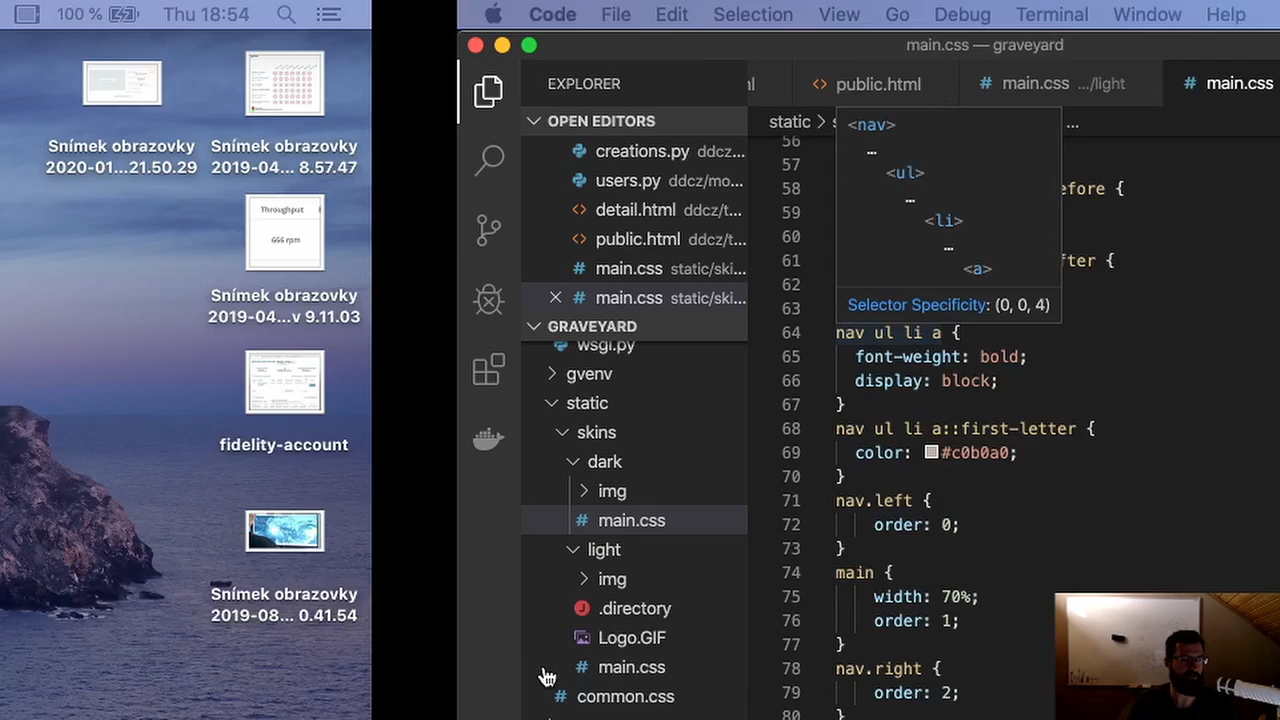 100 %
Thu 18:54
Snímek obrazovky
2020-01...21.50.29
Snímek obrazovky
2019-04... 8.57.47
Throughput
666 rpm
Snímek obrazovky
2019-04...v 9.11.03
fidelity-account
Snímek obrazovky
2019-08... 0.41.54
Code File Edit Selection View Go Debug Terminal Window Help
main.css — graveyard
EXPLORER
public.html
# main.css .../light
# main.css
OPEN EDITORS
creations.py ddcz...
users.py ddcz/mo...
<> detail.html ddcz/t...
<> public.html ddcz/t...
# main.css static/ski...
# main.css static/ski...
GRAVEYARD
wsgi.py
gvenv
static
skins
dark
img
# main.css
light
img
.directory
Logo.GIF
# main.css
# common.css
static >
...
<nav>
…
<ul>
…
<li>
…
<a>
Selector Specificity: (0, 0, 4)
56
57
58 efore {
59
60
61 fter {
62
63
64 nav ul li a {
65 font-weight: bold;
66 display: block;
67 }
68 nav ul li a::first-letter {
69 color: #c0b0a0;
70 }
71 nav.left {
72 order: 0;
73 }
74 main {
75 width: 70%;
76 order: 1;
77 }
78 nav.right {
79 order: 2;
80 }